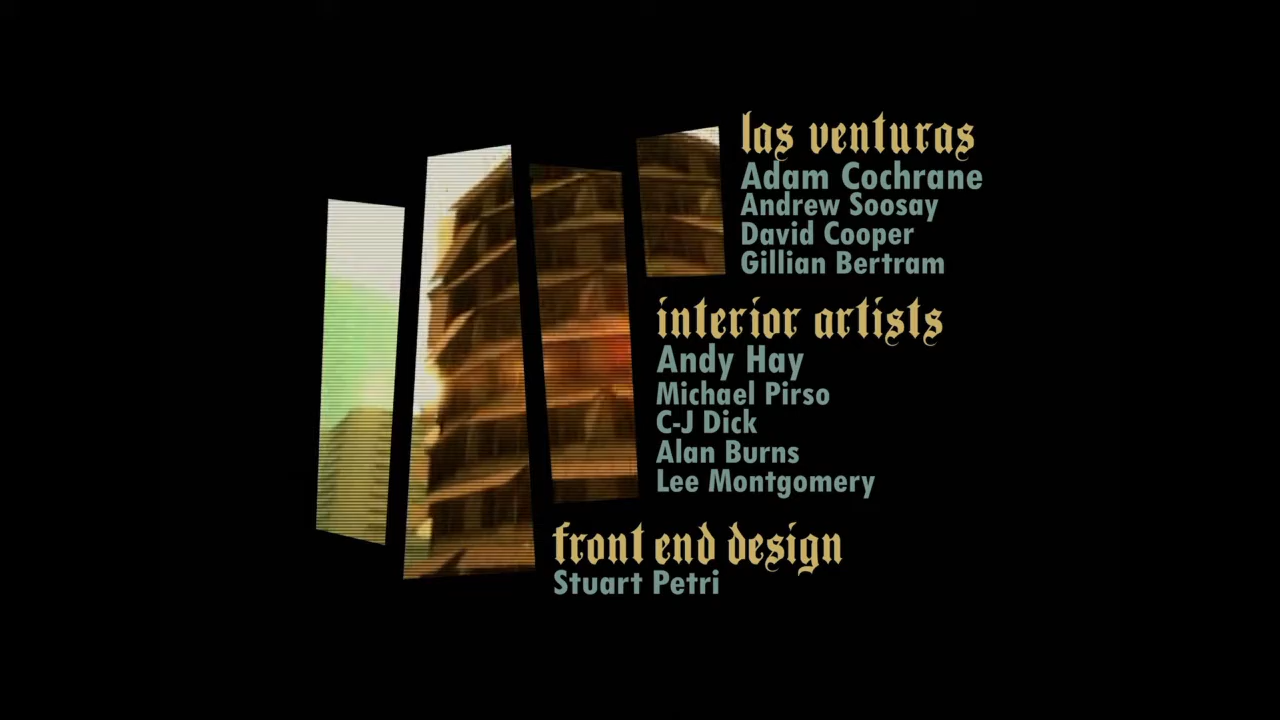 las venturas
Adam Cochrane
Andrew Soosay
David Cooper
Gillian Bertram
interior artists
Andy Hay
Michael Pirso
C-J Dick
Alan Burns
Lee Montgomery
front end design
Stuart Petri